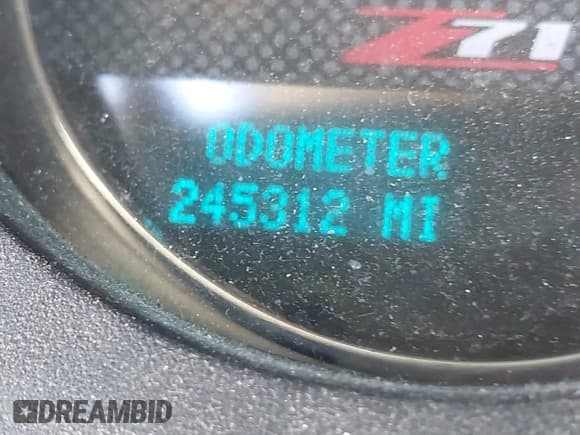 Z71
ODOMETER
245312 MI
DREAMBID